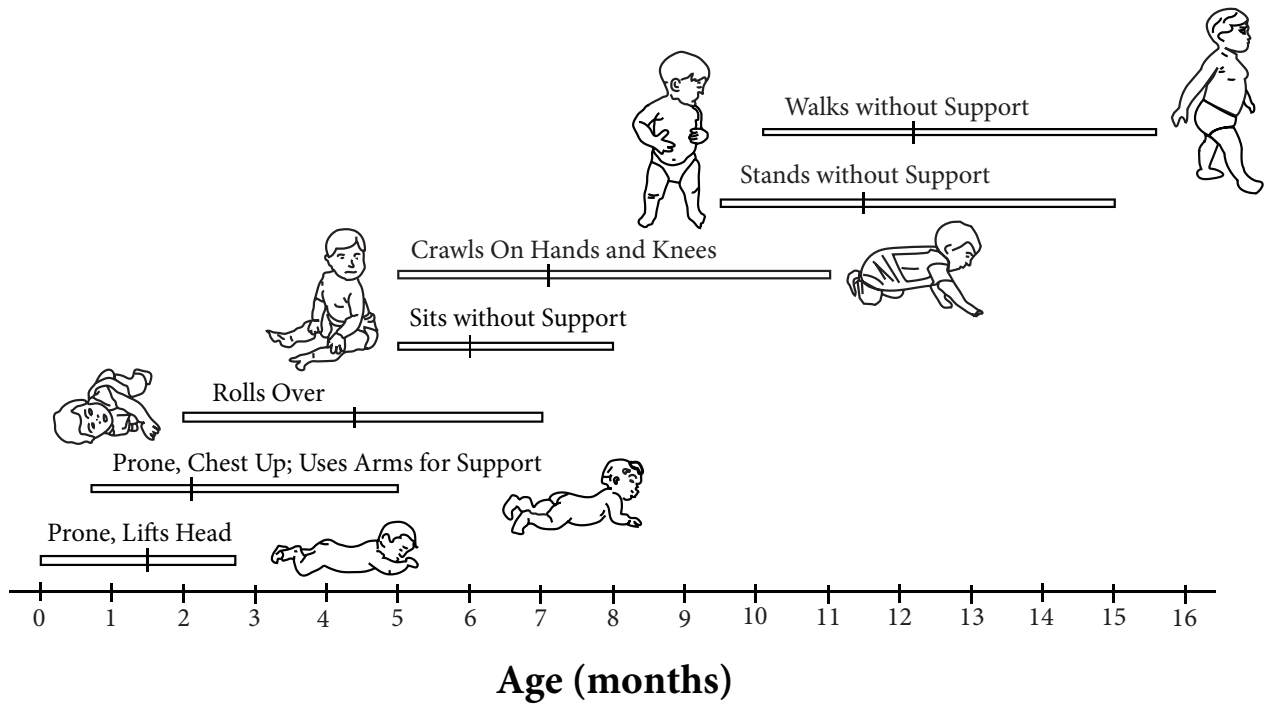 Walks without Support
Stands without Support
Crawls On Hands and Knees
Sits without Support
Rolls Over
Prone, Chest Up; Uses Arms for Support
Prone, Lifts Head
0 1 2 3 4 5 6 7 8 9 10 11 12 13 14 15 16
Age (months)